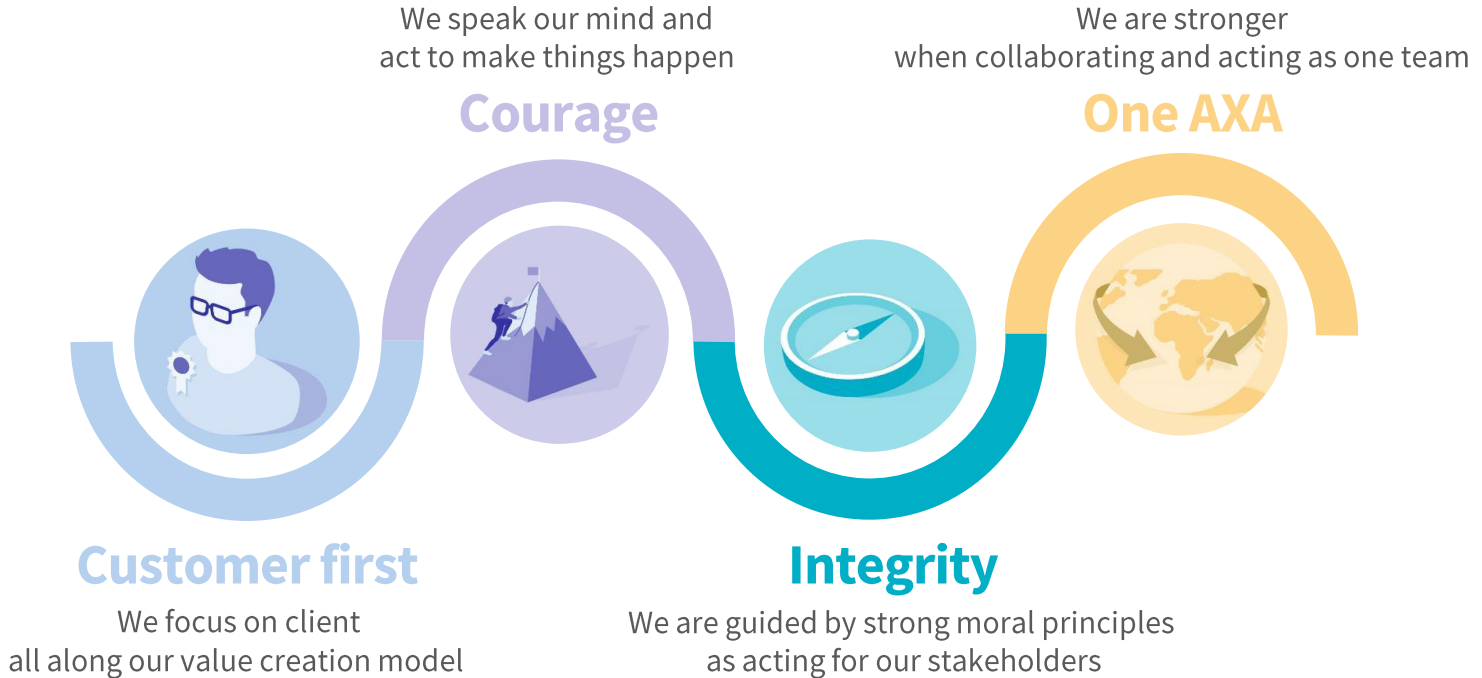 We speak our mind and
act to make things happen
Courage
We are stronger
when collaborating and acting as one team
One AXA
Customer first
We focus on client
all along our value creation model
Integrity
We are guided by strong moral principles
as acting for our stakeholders